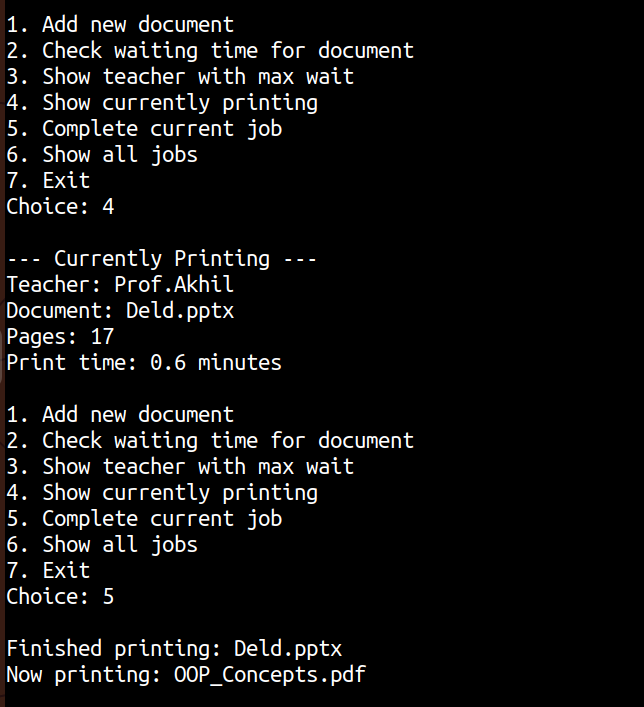 1. Add new document
2. Check waiting time for document
3. Show teacher with max wait
4. Show currently printing
5. Complete current job
6. Show all jobs
7. Exit
Choice: 4
--- Currently Printing ---
Teacher: Prof.Akhil
Document: Deld.pptx
Pages: 17
Print time: 0.6 minutes
1. Add new document
2. Check waiting time for document
3. Show teacher with max wait
4. Show currently printing
5. Complete current job
6. Show all jobs
7. Exit
Choice: 5
Finished printing: Deld.pptx
Now printing: OOP_Concepts.pdf